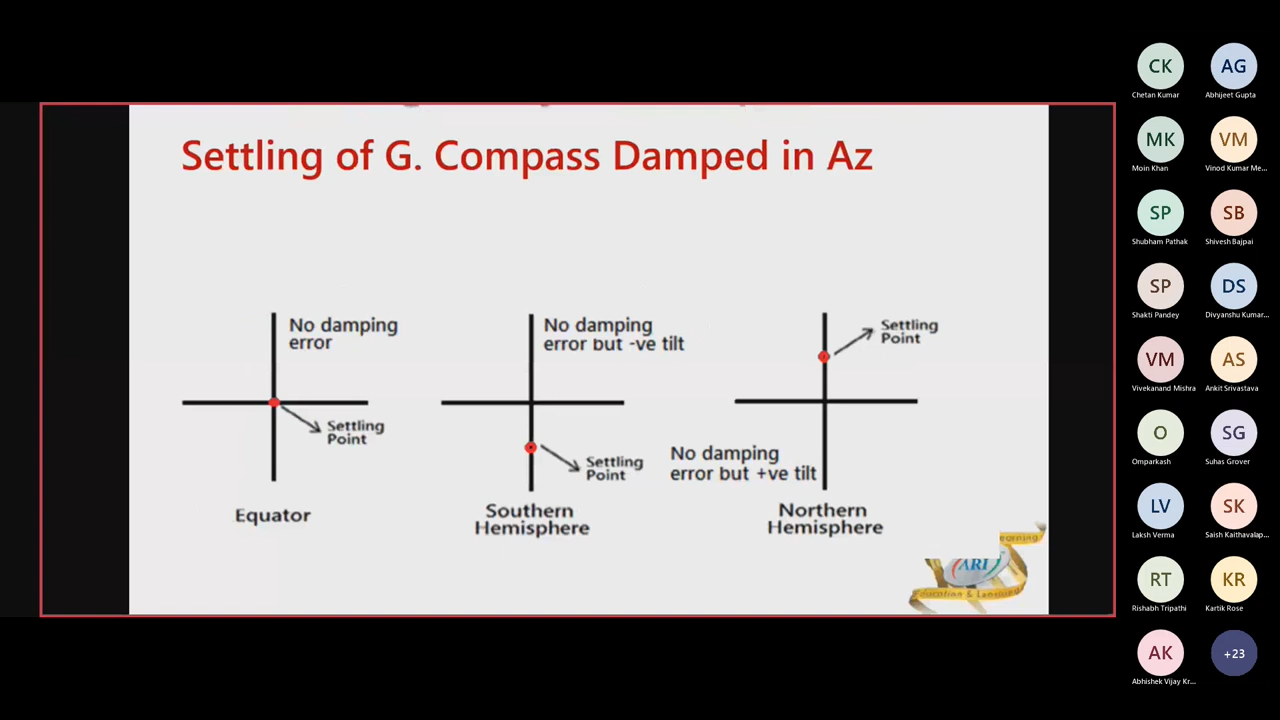 Settling of G. Compass Damped in Az
No damping
error
Settling
Point
Equator
No damping
error but -ve tilt
Settling
Point
Southern
Hemisphere
Settling
Point
No damping
error but +ve tilt
Northern
Hemisphere
earning
ARI
Education & Learning
CK
Chetan Kumar
AG
Abhijeet Gupta
MK
Moin Khan
VM
Vinod Kumar Me...
SP
Shubham Pathak
SB
Shivesh Bajpai
SP
Shakti Pandey
DS
Divyanshu Kumar...
VM
Vivekanand Mishra
AS
Ankit Srivastava
O
Omparkash
SG
Suhas Grover
LV
Laksh Verma
SK
Saish Kaithavalap...
RT
Rishabh Tripathi
KR
Kartik Rose
AK
Abhishek Vijay Kr...
+23